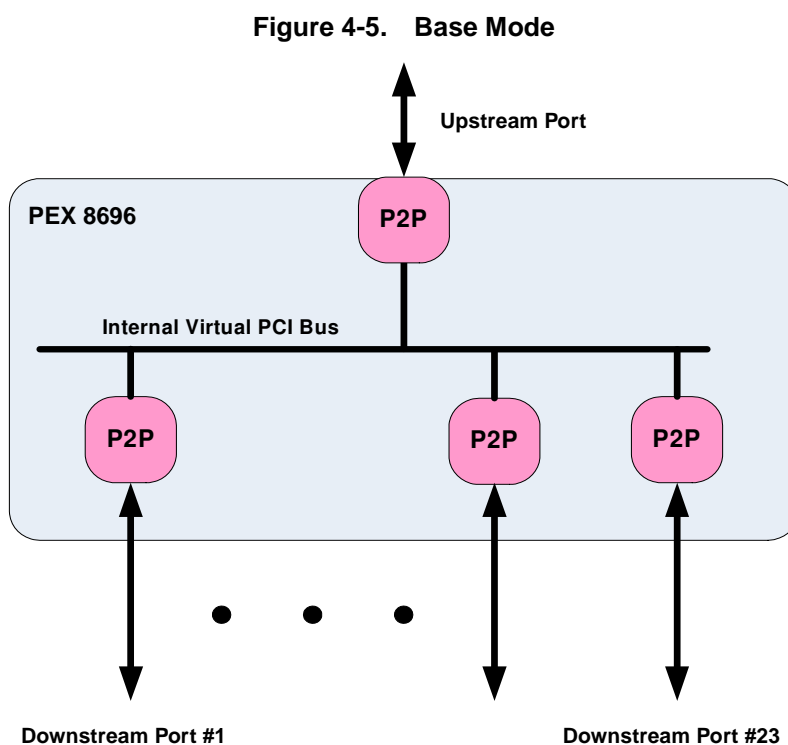 Figure 4-5. Base Mode
Upstream Port
PEX 8696
P2P
Internal Virtual PCI Bus
P2P
P2P
P2P
Downstream Port #1
Downstream Port #23